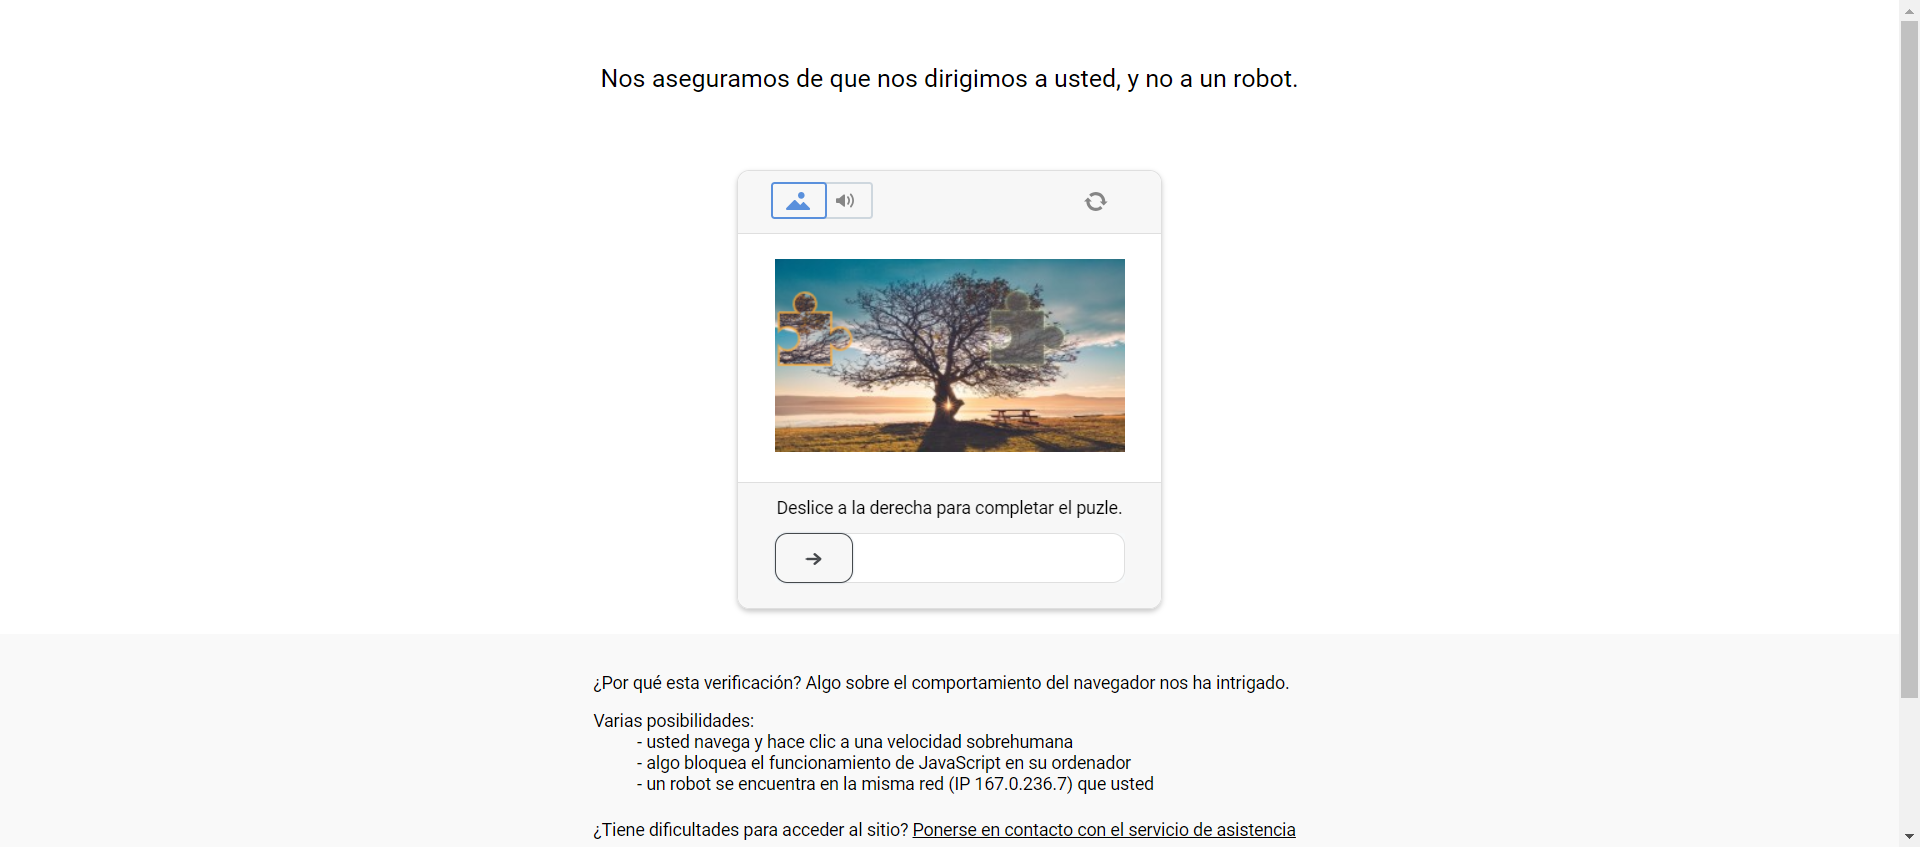 Nos aseguramos de que nos dirigimos a usted, y no a un robot.
Deslice a la derecha para completar el puzle.
¿Por qué esta verificación? Algo sobre el comportamiento del navegador nos ha intrigado.
Varias posibilidades:
- usted navega y hace clic a una velocidad sobrehumana
- algo bloquea el funcionamiento de JavaScript en su ordenador
- un robot se encuentra en la misma red (IP 167.0.236.7) que usted
¿Tiene dificultades para acceder al sitio? Ponerse en contacto con el servicio de asistencia